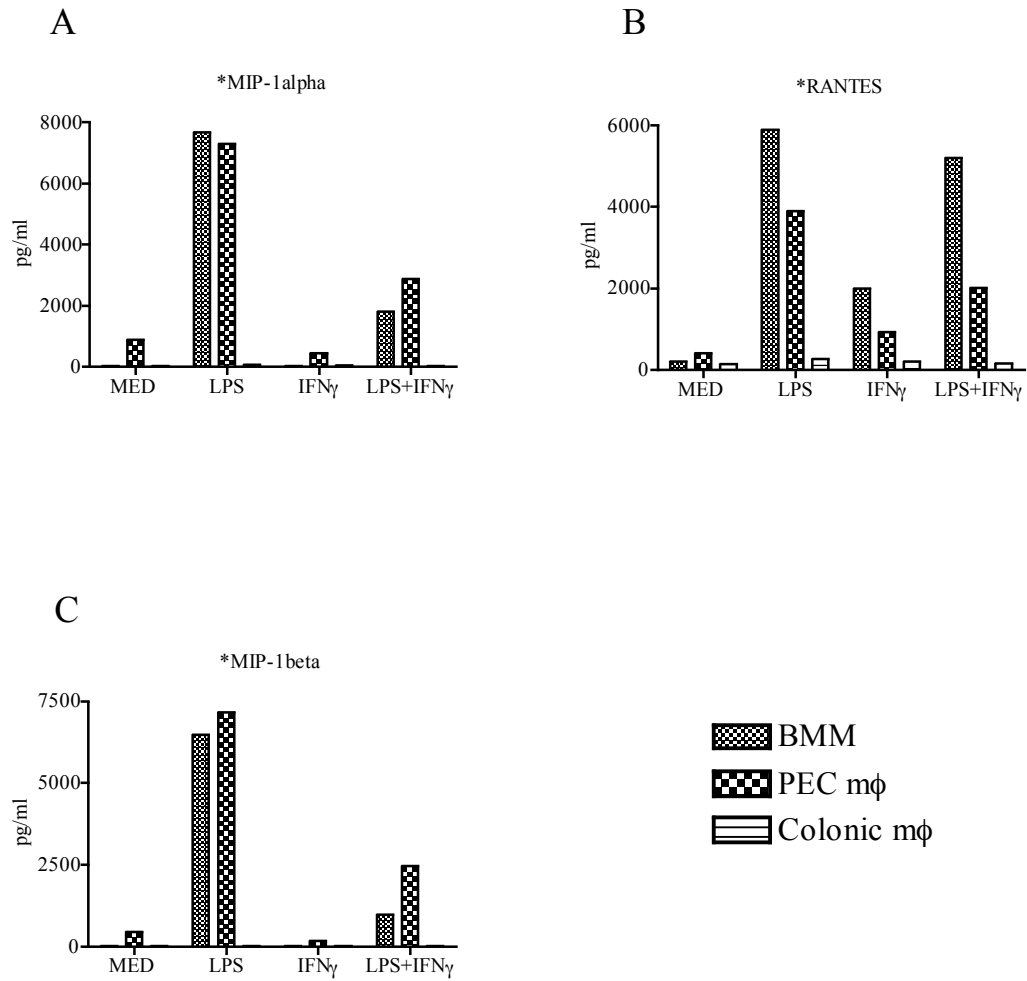 A
*MIP-1alpha
8000
6000
4000
2000
0
pg/ml
MED LPS IFNγ LPS+IFNγ
B
*RANTES
6000
4000
2000
0
pg/ml
MED LPS IFNγ LPS+IFNγ
C
*MIP-1beta
7500
5000
2500
0
pg/ml
MED LPS IFNγ LPS+IFNγ
BMM
PEC mϕ
Colonic mϕ